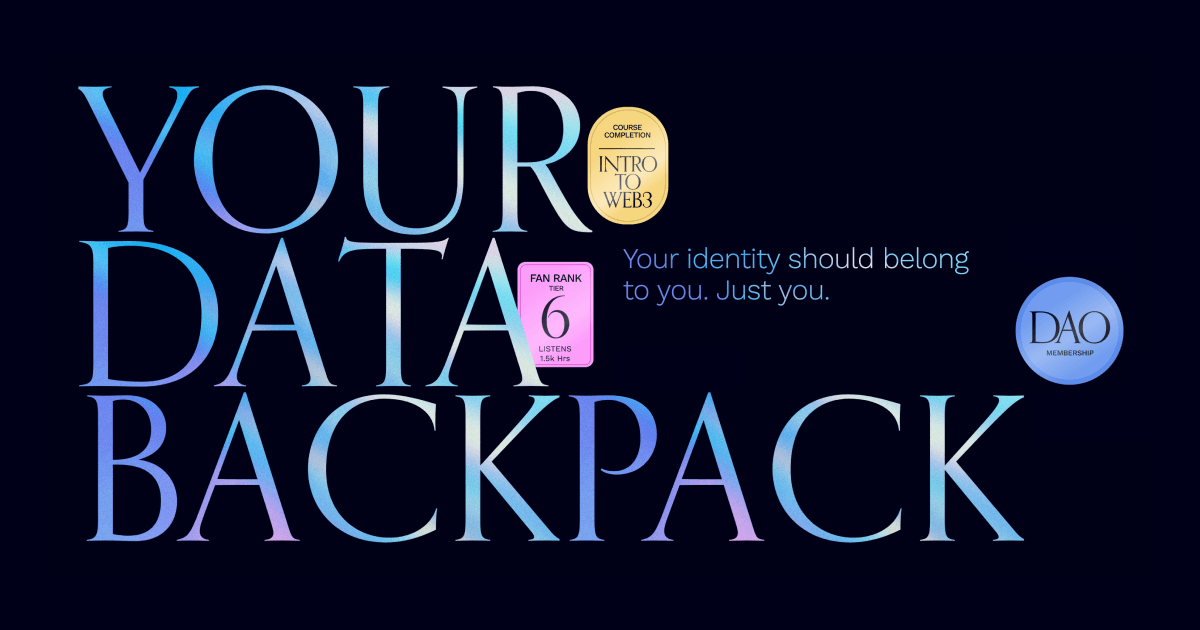 YOUR
COURSE
COMPLETION
INTRO
TO
WEB3
DATA
FAN RANK
TIER
6
LISTENS
1.5k Hrs
Your identity should belong
to you. Just you.
DAO
MEMBERSHIP
BACKPACK